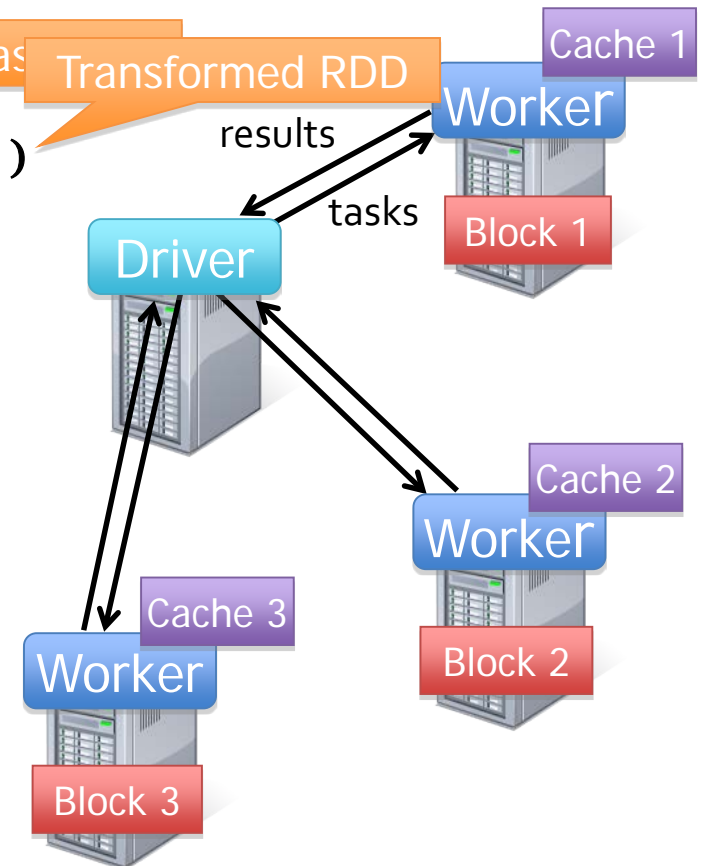 Transformed RDD
Cache 1
Worker
results
)
tasks
Block 1
Driver
Cache 2
Worker
Block 2
Cache 3
Worker
Block 3